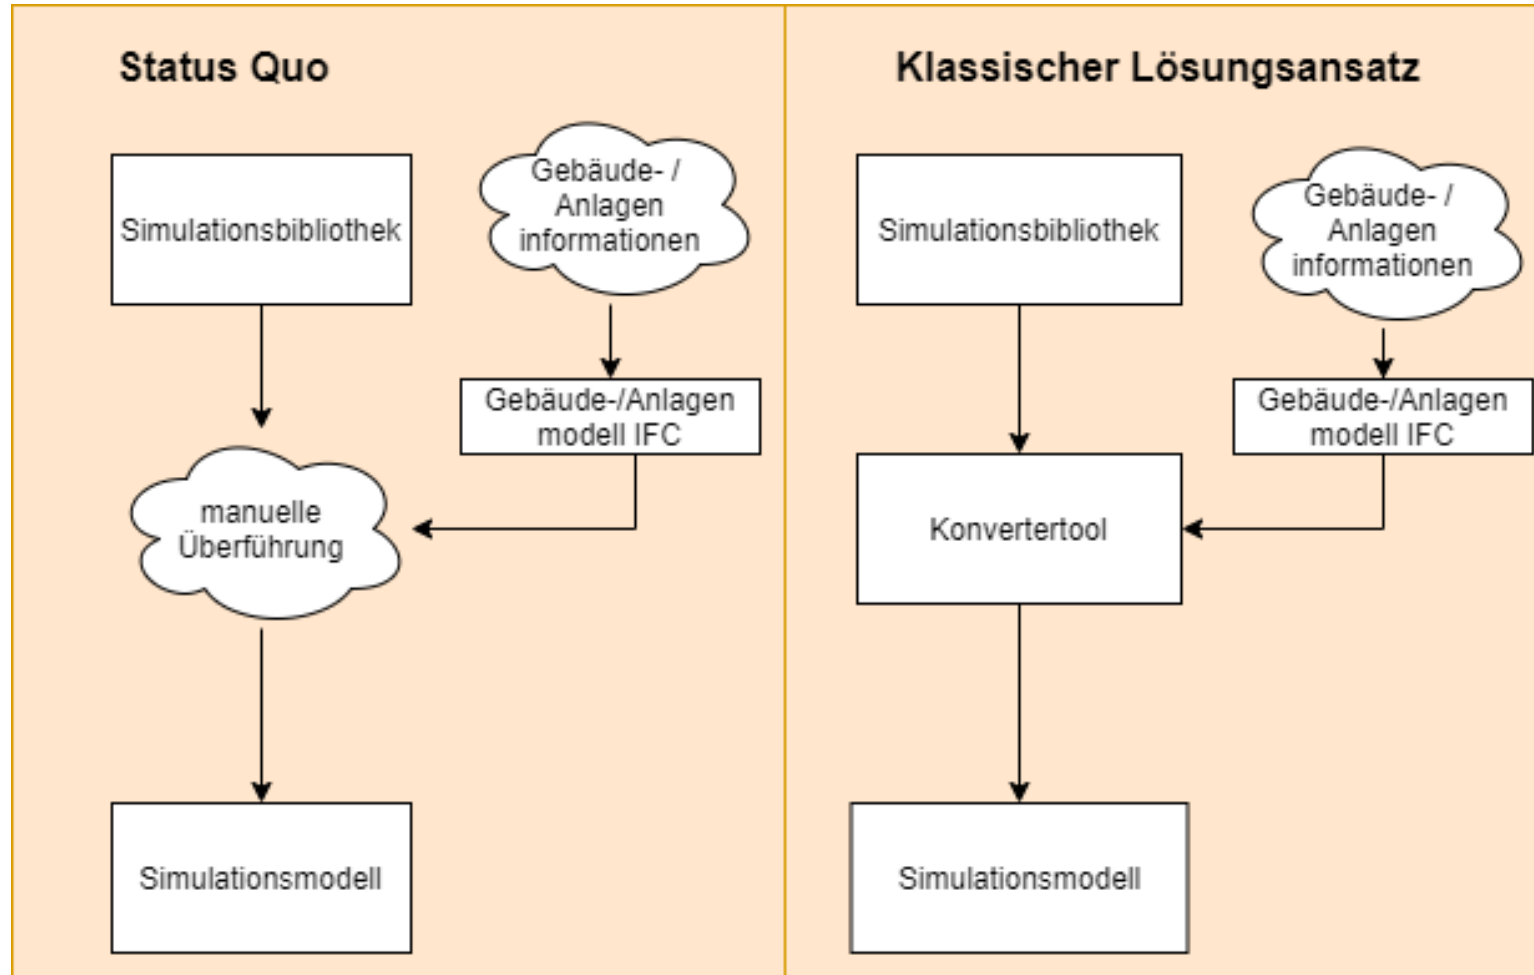 Status Quo
Simulationsbibliothek
Gebäude- /
Anlagen
informationen
Gebäude-/Anlagen
modell IFC
manuelle
Überführung
Simulationsmodell
Klassischer Lösungsansatz
Simulationsbibliothek
Gebäude- /
Anlagen
informationen
Gebäude-/Anlagen
modell IFC
Konvertertool
Simulationsmodell